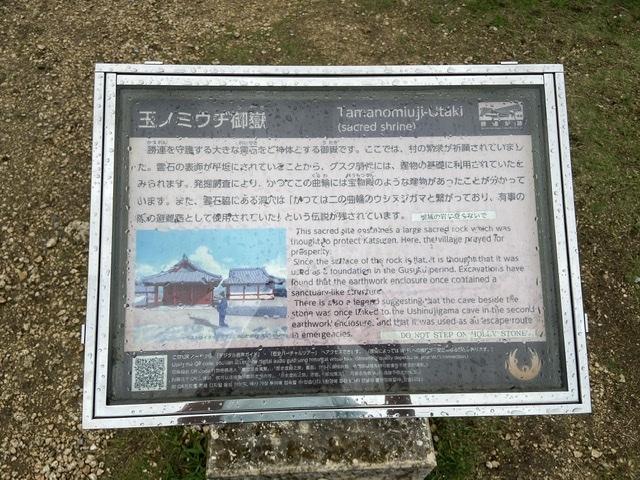 玉ノミウヂ御嶽
Tamanomiuji-Utaki
(sacred shrine)
勝連を守護する大きな霊石をご神体とする御嶽です。ここでは、村の繁栄が祈願されていまし
た。霊石の表面が平坦にされていることから、グスク時代には、建物の基礎に利用されていたと
みられます。発掘調査により、かつてこの曲輪には宝物殿のような建物があったことが分かって
います。また、霊石脇にある洞穴は「かつては二の曲輪のウシヌジガマと繋がっており、有事の
際の避難路として使用されていた」という伝説が残されています。
This sacred site enshrines a large sacred rock which was
thought to protect Katsuren. Here, the village prayed for
prosperity.
Since the surface of the rock is flat, it is thought that it was
used as a foundation in the Gusuku period. Excavations have
found that the earthwork enclosure once contained a
sanctuary-like structure.
There is also a legend suggesting that the cave beside the
stone was once linked to the Ushinujigama cave in the second
earthwork enclosure, and that it was used as an escape route
in emergencies.
DO NOT STEP ON "HOLLY" STONE.